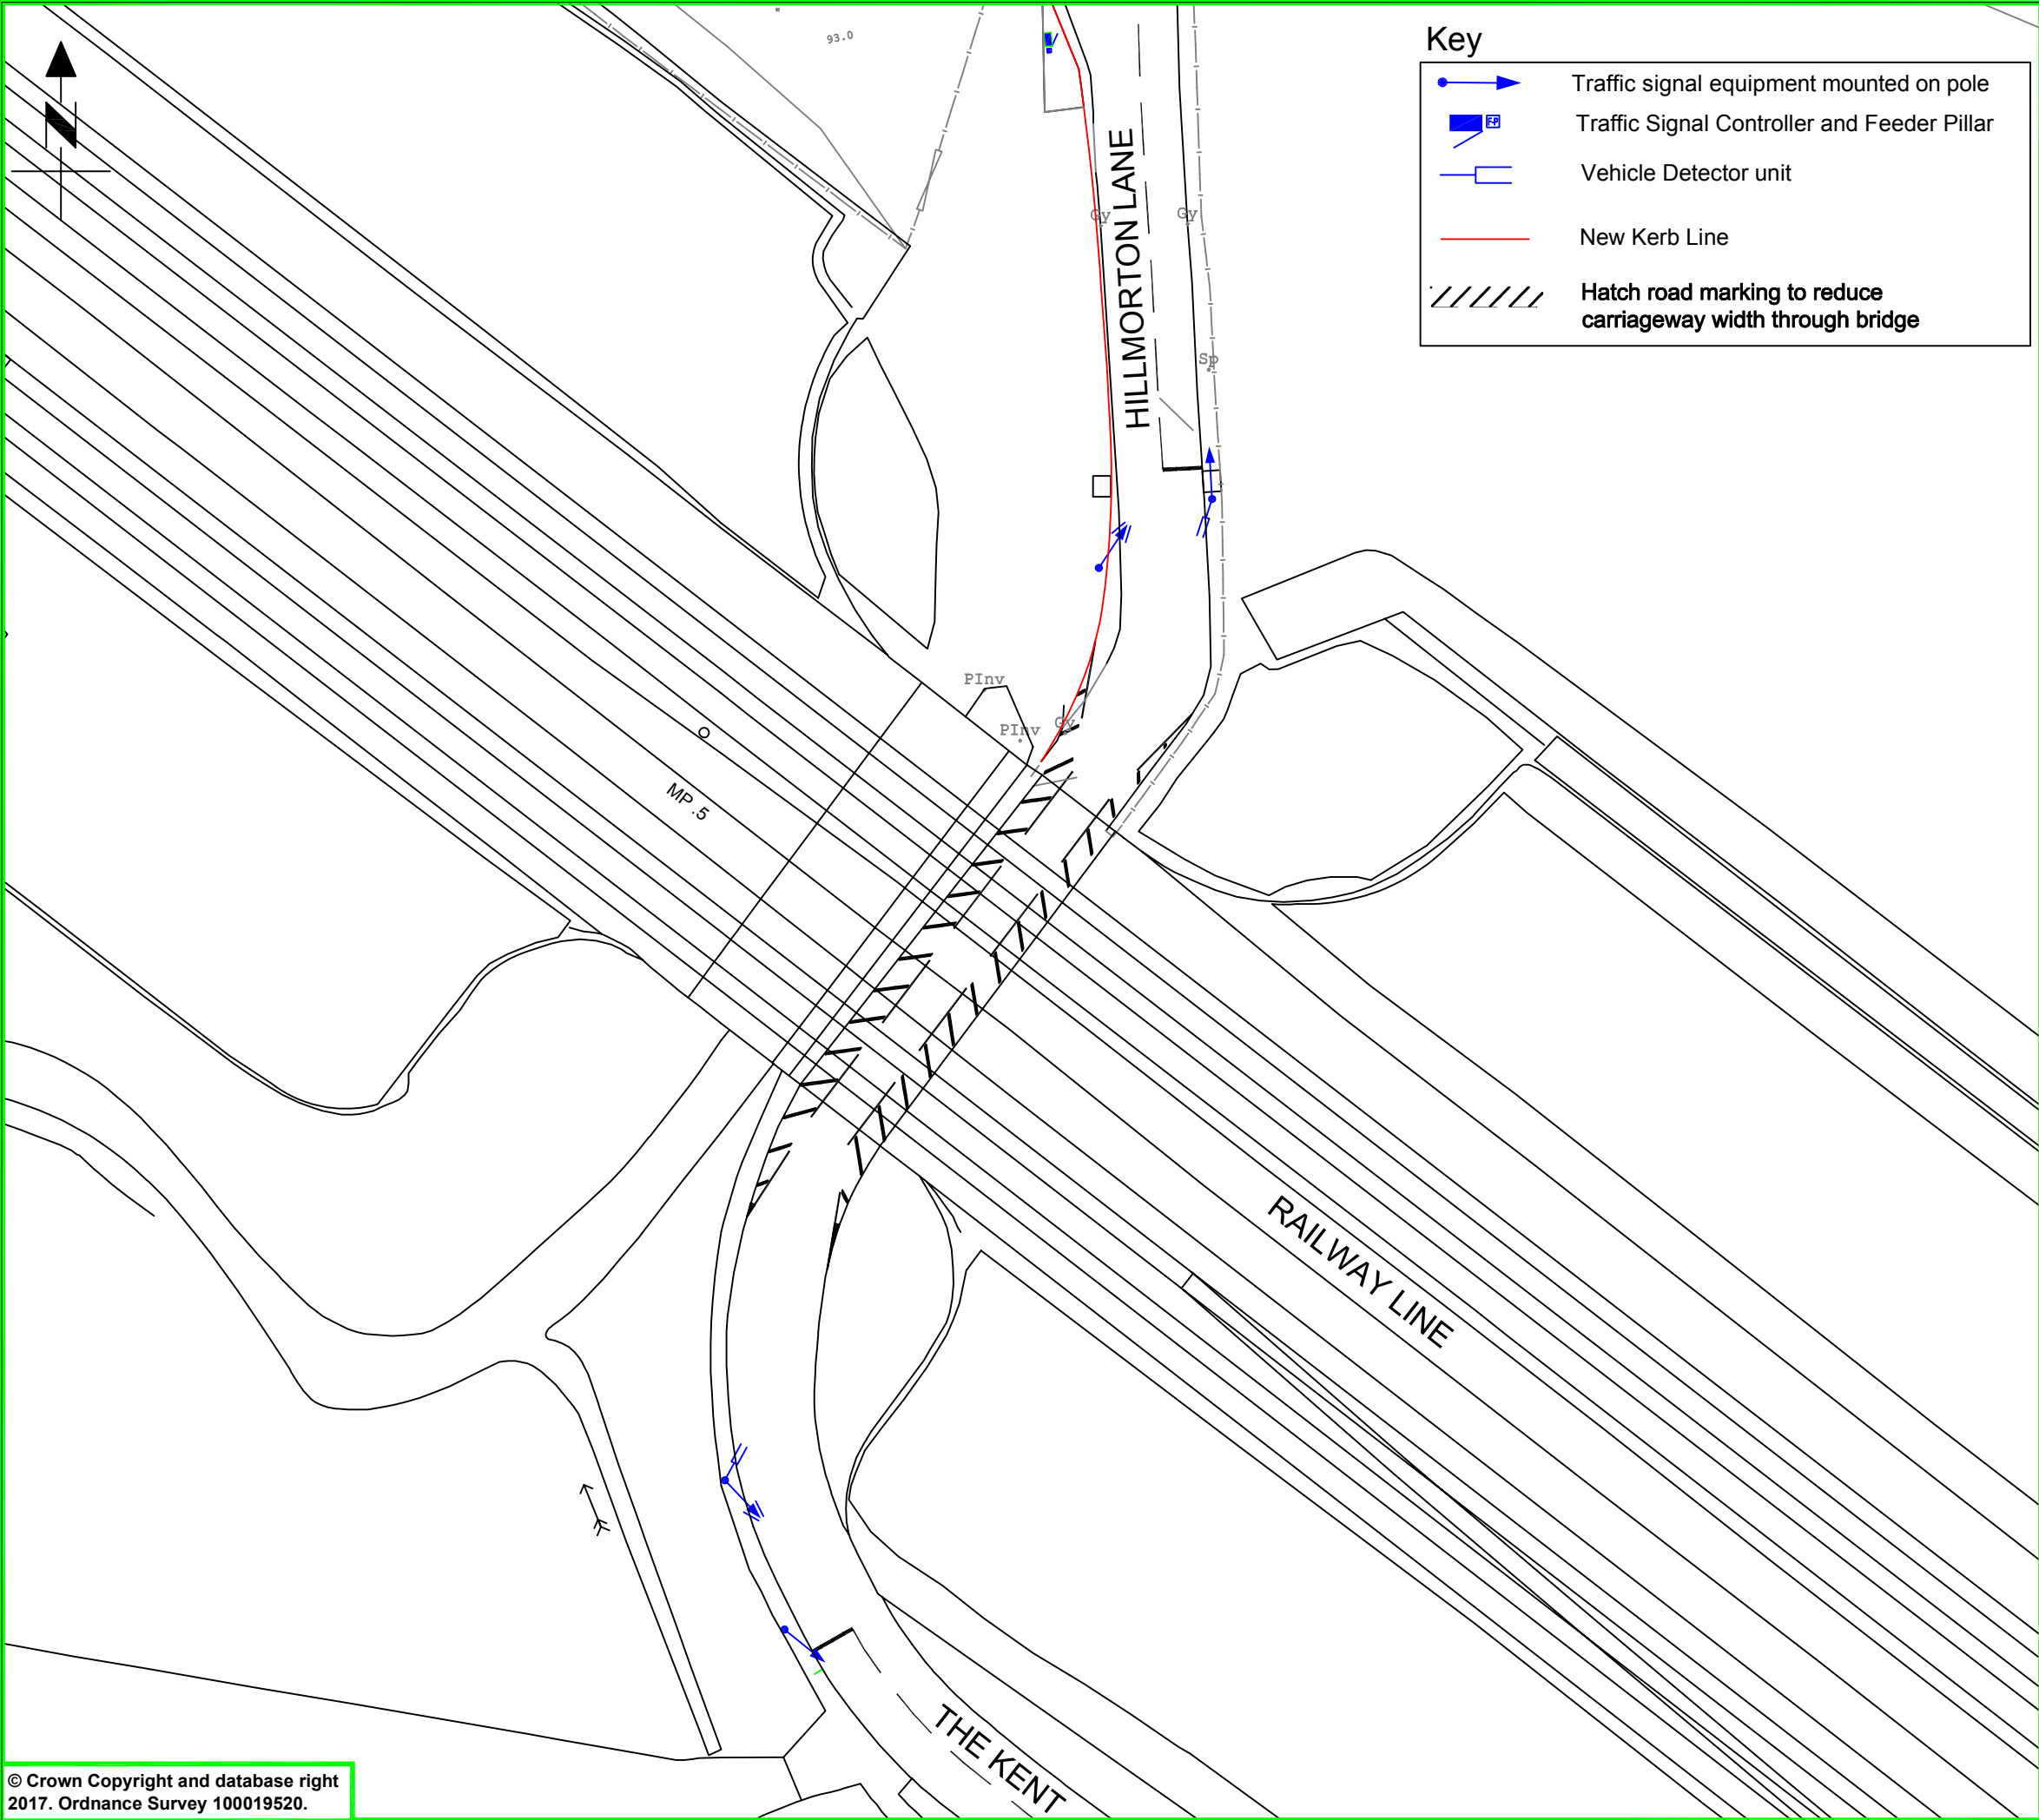 93.0
Key
Traffic signal equipment mounted on pole
F-P
Traffic Signal Controller and Feeder Pillar
Vehicle Detector unit
New Kerb Line
Hatch road marking to reduce
carriageway width through bridge
N
HILLMORTON LANE
Gy
Gy
Sp
PInv
PInv
Gy
MP .5
RAILWAY LINE
THE KENT
© Crown Copyright and database right
2017. Ordnance Survey 100019520.